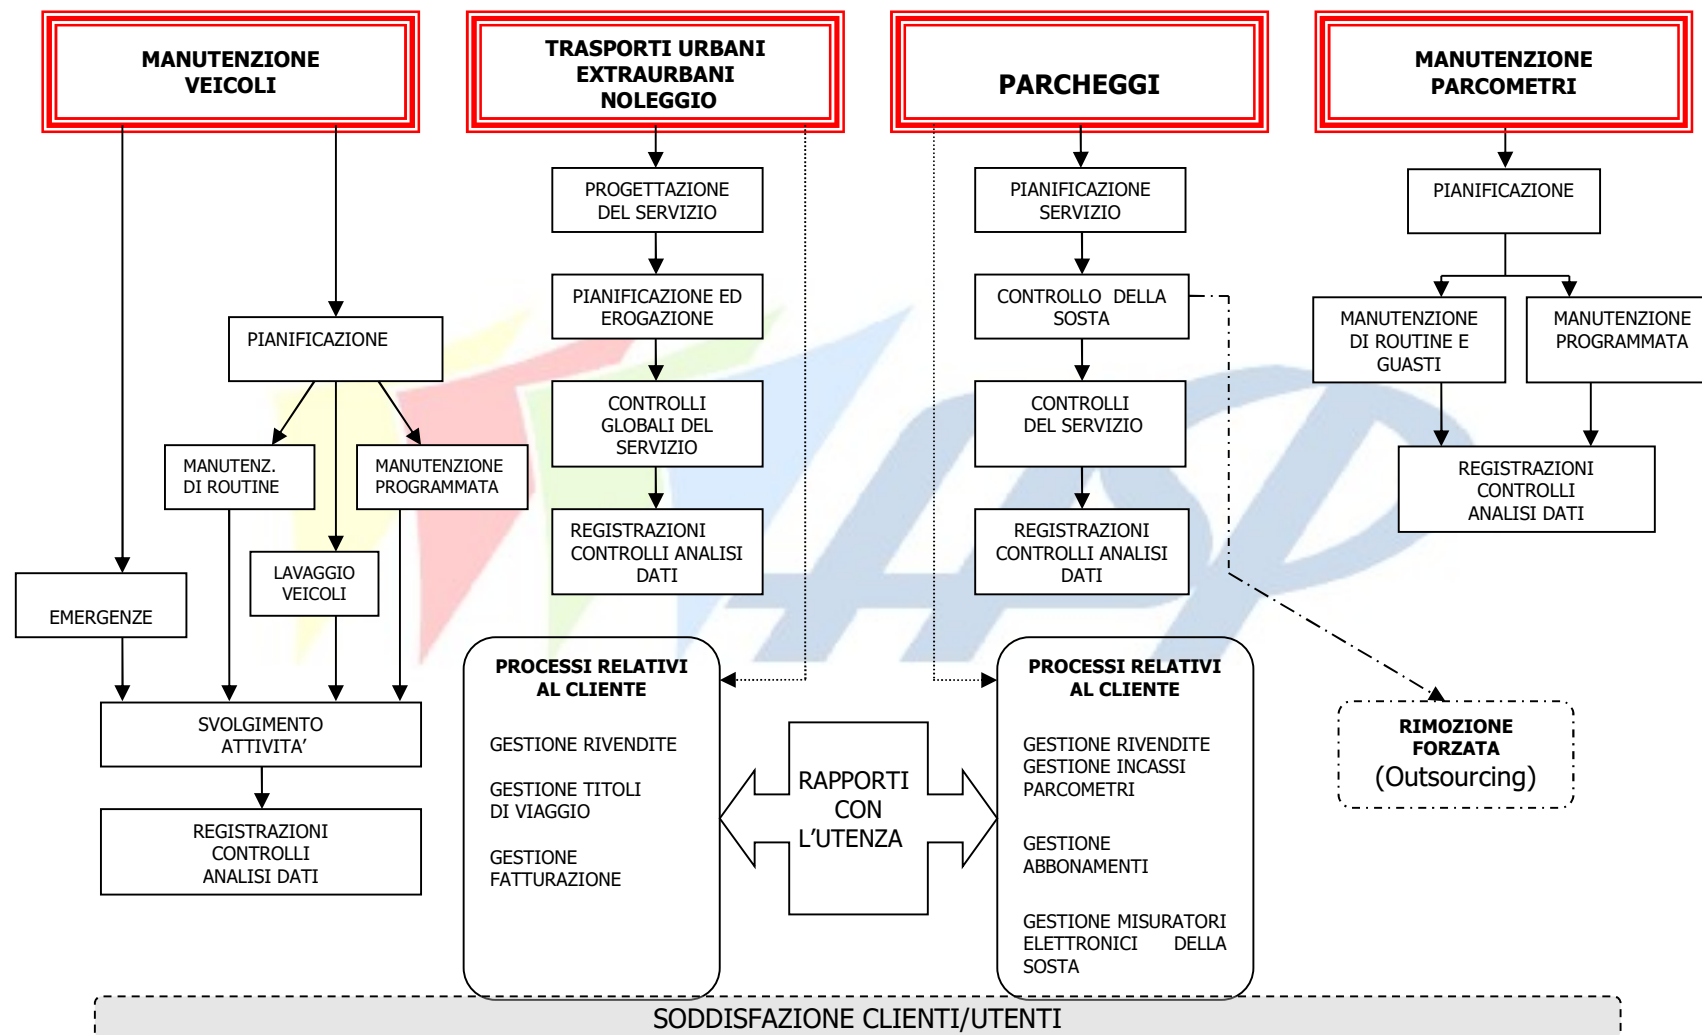 MANUTENZIONE
VEICOLI
TRASPORTI URBANI
EXTRAURBANI
NOLEGGIO
PARCHEGGI
MANUTENZIONE
PARCOMETRI
PROGETTAZIONE
DEL SERVIZIO
PIANIFICAZIONE
SERVIZIO
PIANIFICAZIONE
PIANIFICAZIONE ED
EROGAZIONE
CONTROLLO DELLA
SOSTA
MANUTENZIONE
DI ROUTINE E
GUASTI
MANUTENZIONE
PROGRAMMATA
PIANIFICAZIONE
CONTROLLI
GLOBALI DEL
SERVIZIO
CONTROLLI
DEL SERVIZIO
MANUTENZ.
DI ROUTINE
MANUTENZIONE
PROGRAMMATA
REGISTRAZIONI
CONTROLLI
ANALISI DATI
REGISTRAZIONI
CONTROLLI ANALISI
DATI
REGISTRAZIONI
CONTROLLI ANALISI
DATI
LAVAGGIO
VEICOLI
EMERGENZE
ASP
SVOLGIMENTO
ATTIVITA’
REGISTRAZIONI
CONTROLLI
ANALISI DATI
PROCESSI RELATIVI
AL CLIENTE
GESTIONE RIVENDITE
GESTIONE TITOLI
DI VIAGGIO
GESTIONE
FATTURAZIONE
RAPPORTI
CON
L’UTENZA
PROCESSI RELATIVI
AL CLIENTE
GESTIONE RIVENDITE
GESTIONE INCASSI
PARCOMETRI
GESTIONE
ABBONAMENTI
GESTIONE MISURATORI
ELETTRONICI DELLA
SOSTA
RIMOZIONE
FORZATA
(Outsourcing)
SODDISFAZIONE CLIENTI/UTENTI